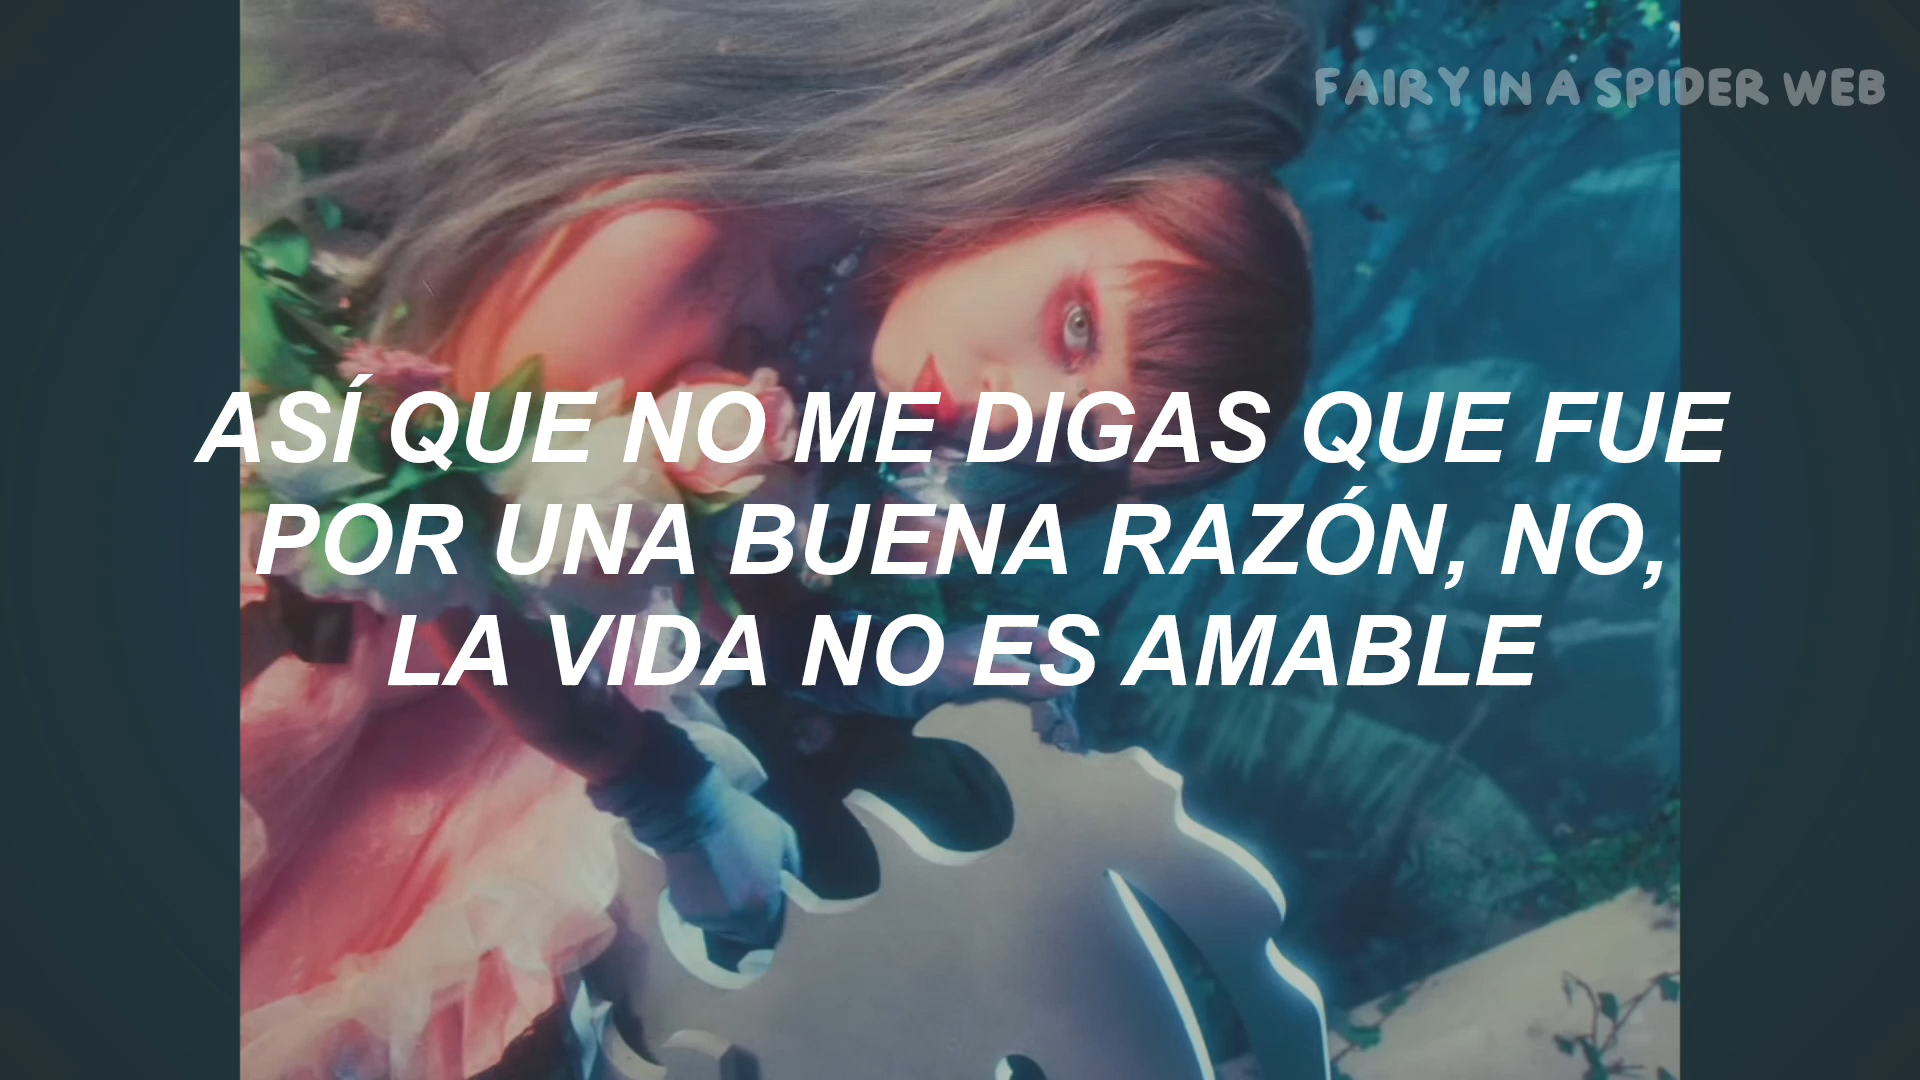 FAIRY IN A SPIDER WEB
ASÍ QUE NO ME DIGAS QUE FUE
POR UNA BUENA RAZÓN, NO,
LA VIDA NO ES AMABLE